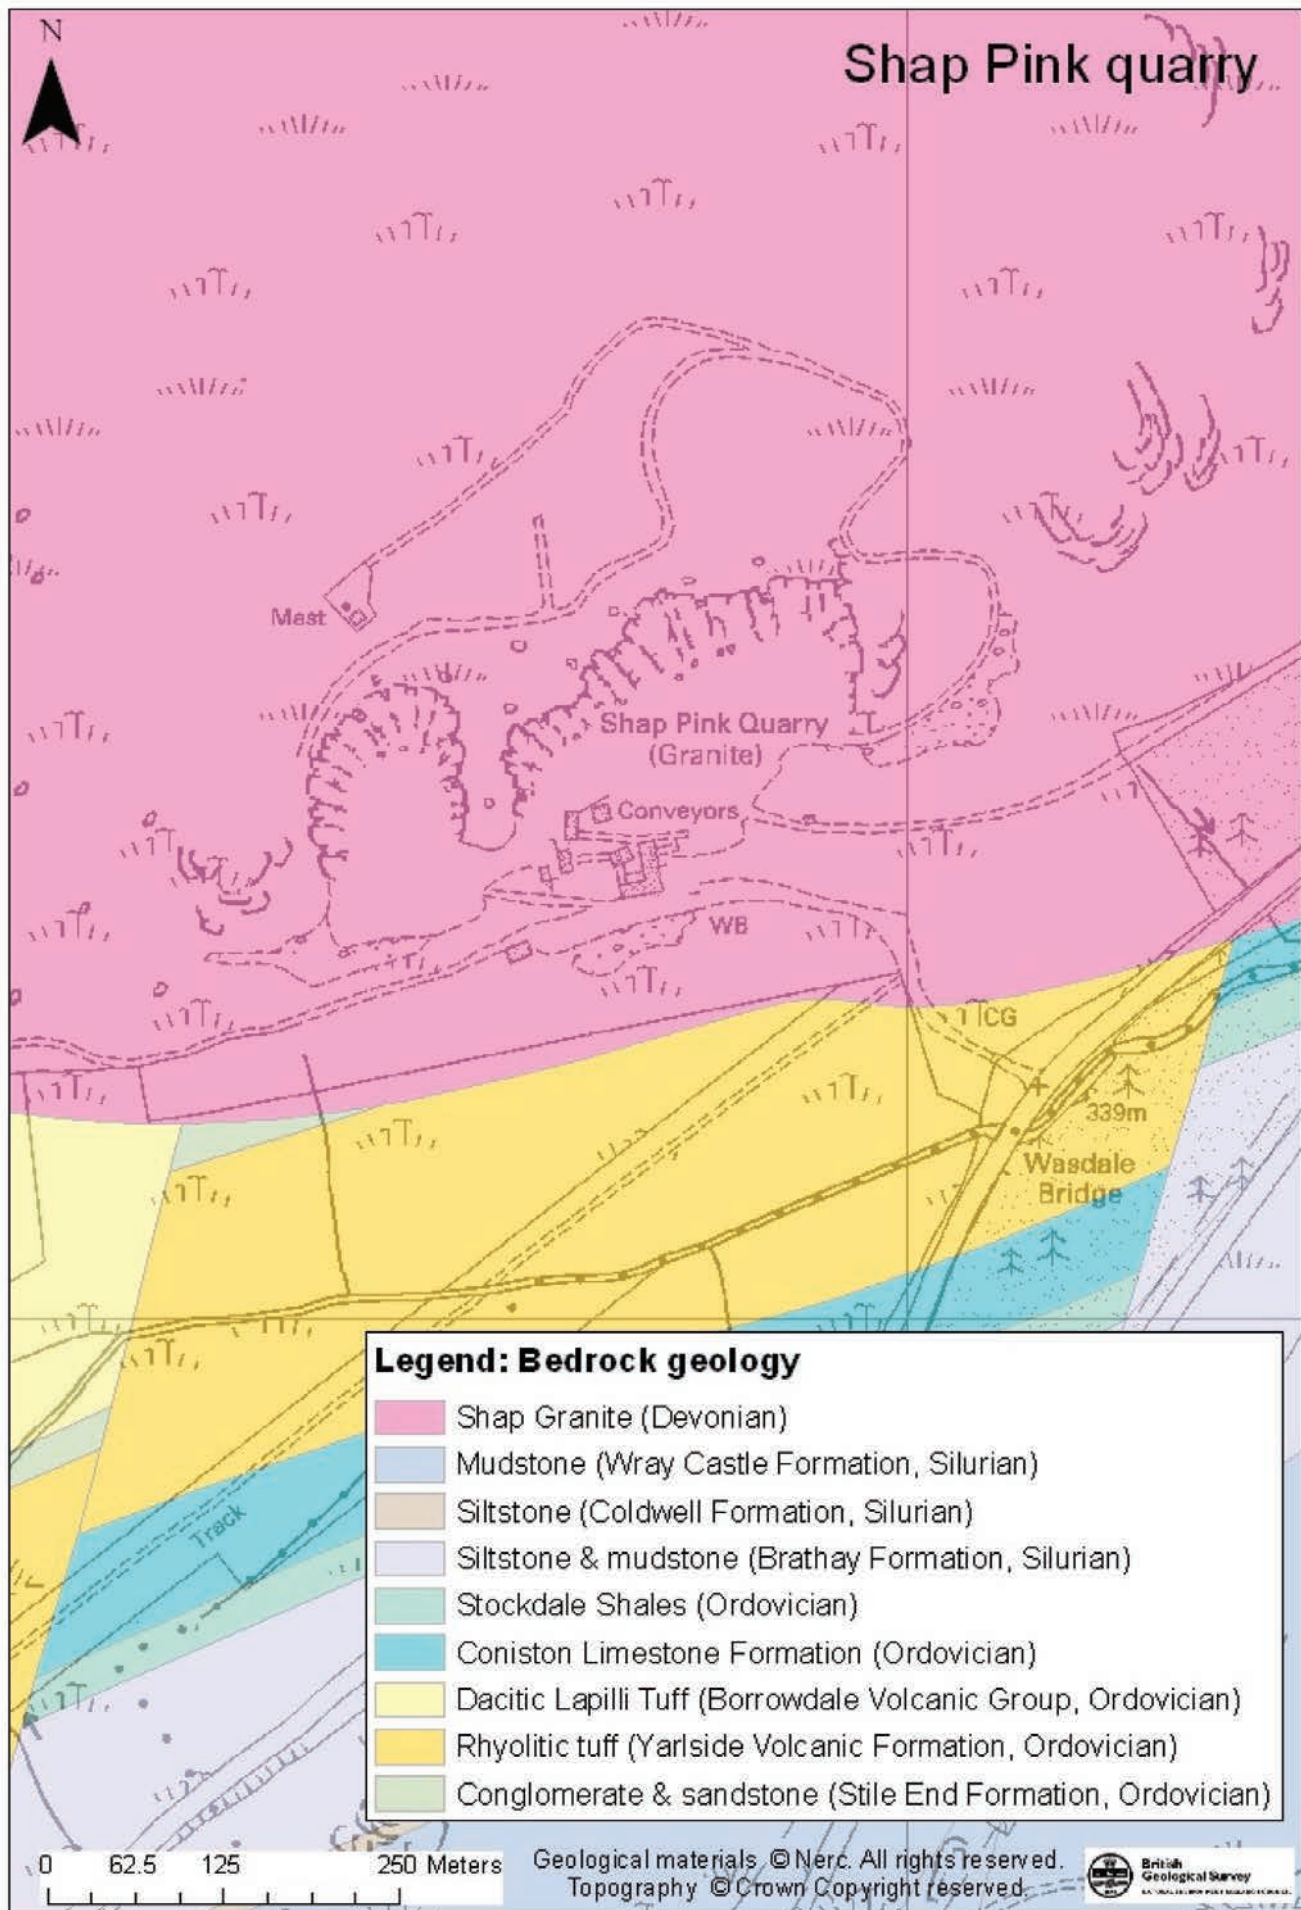 N
Shap Pink quarry
Mast
Shap Pink Quarry
(Granite)
Conveyors
WB
CG
339m
Wasdale
Bridge
Track
Legend: Bedrock geology
Shap Granite (Devonian)
Mudstone (Wray Castle Formation, Silurian)
Siltstone (Coldwell Formation, Silurian)
Siltstone & mudstone (Brathay Formation, Silurian)
Stockdale Shales (Ordovician)
Coniston Limestone Formation (Ordovician)
Dacitic Lapilli Tuff (Borrowdale Volcanic Group, Ordovician)
Rhyolitic tuff (Yarlside Volcanic Formation, Ordovician)
Conglomerate & sandstone (Stile End Formation, Ordovician)
0 62.5 125 250 Meters
Geological materials © Nerc. All rights reserved.
Topography © Crown Copyright reserved.
British
Geological Survey
NATURAL ENVIRONMENT RESEARCH COUNCIL